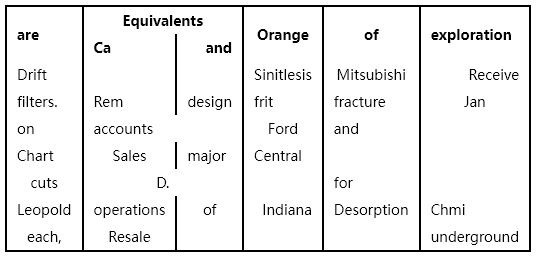 are Equivalents Orange of exploration
Ca and
Drift Sinitlesis Mitsubishi Receive
filters. Rem design frit fracture Jan
on accounts Ford and
Chart Sales major Central
cuts D. for
Leopold operations of Indiana Desorption Chmi
each, Resale underground